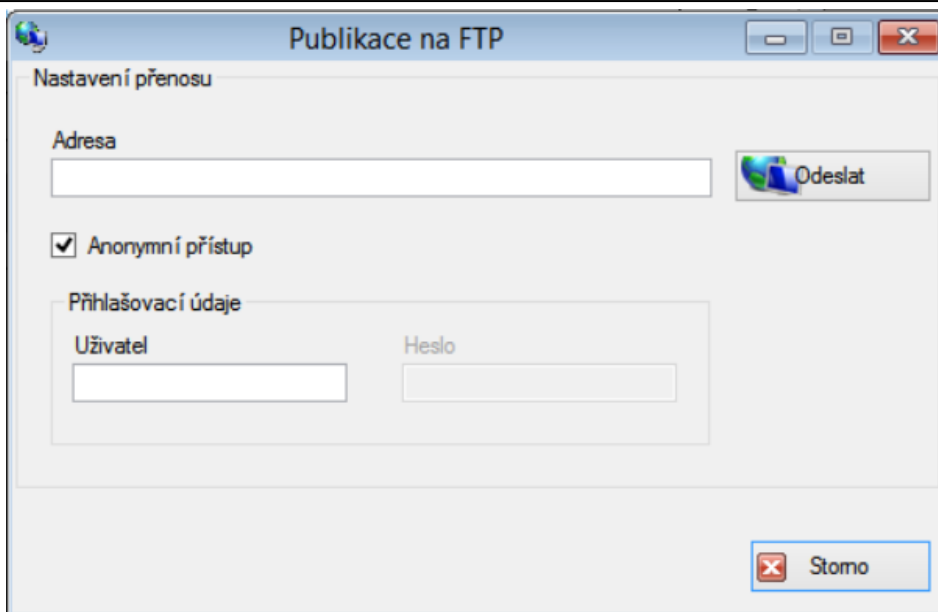 Publikace na FTP
Nastavení přenosu
Adresa
Odeslat
Anonymní přístup
Přihlašovací údaje
Uživatel Heslo
Storno